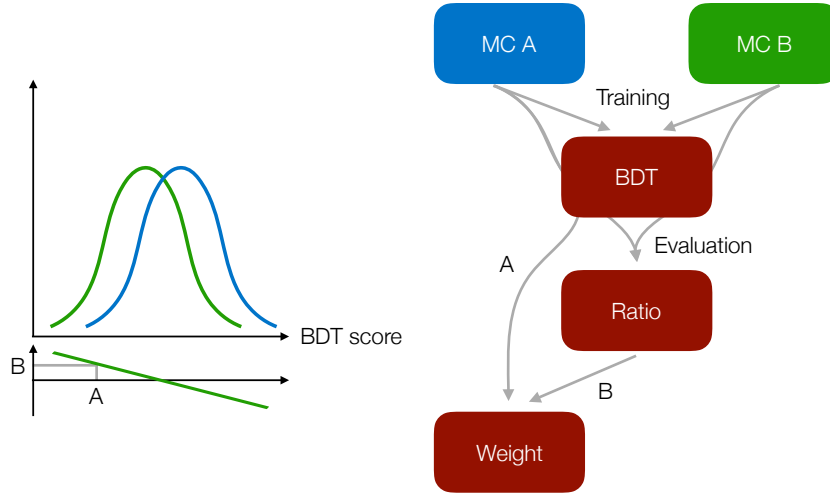 MC A
MC B
Training
BDT
Evaluation
A
Ratio
B
Weight
BDT score
B
A